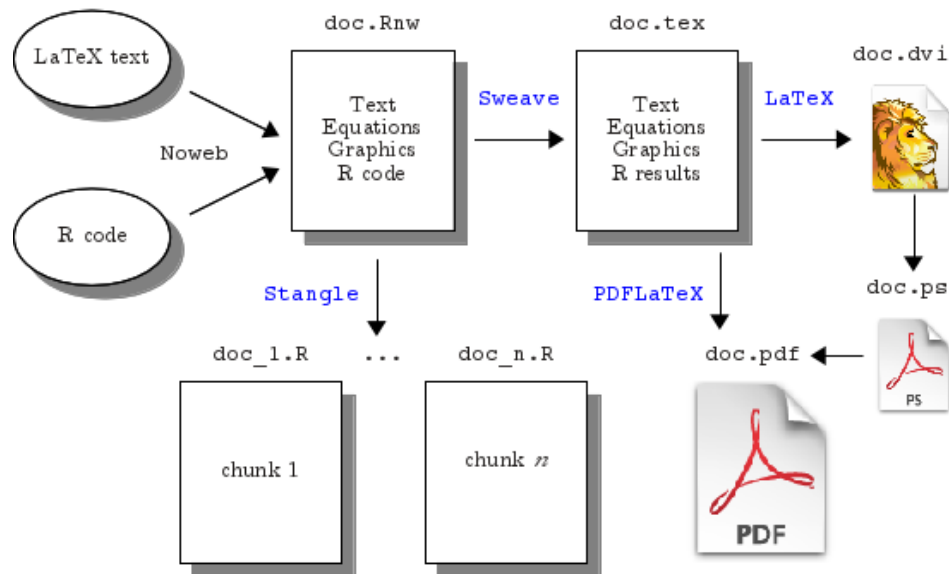 doc.Rnw
doc.tex
doc.dvi
LaTeX text
Noweb
R code
Text
Equations
Graphics
R code
Sweave
Text
Equations
Graphics
R results
LaTeX
Stangle
PDFLaTeX
doc.ps
PS
doc_1.R
...
doc_n.R
doc.pdf
chunk 1
chunk n
PDF